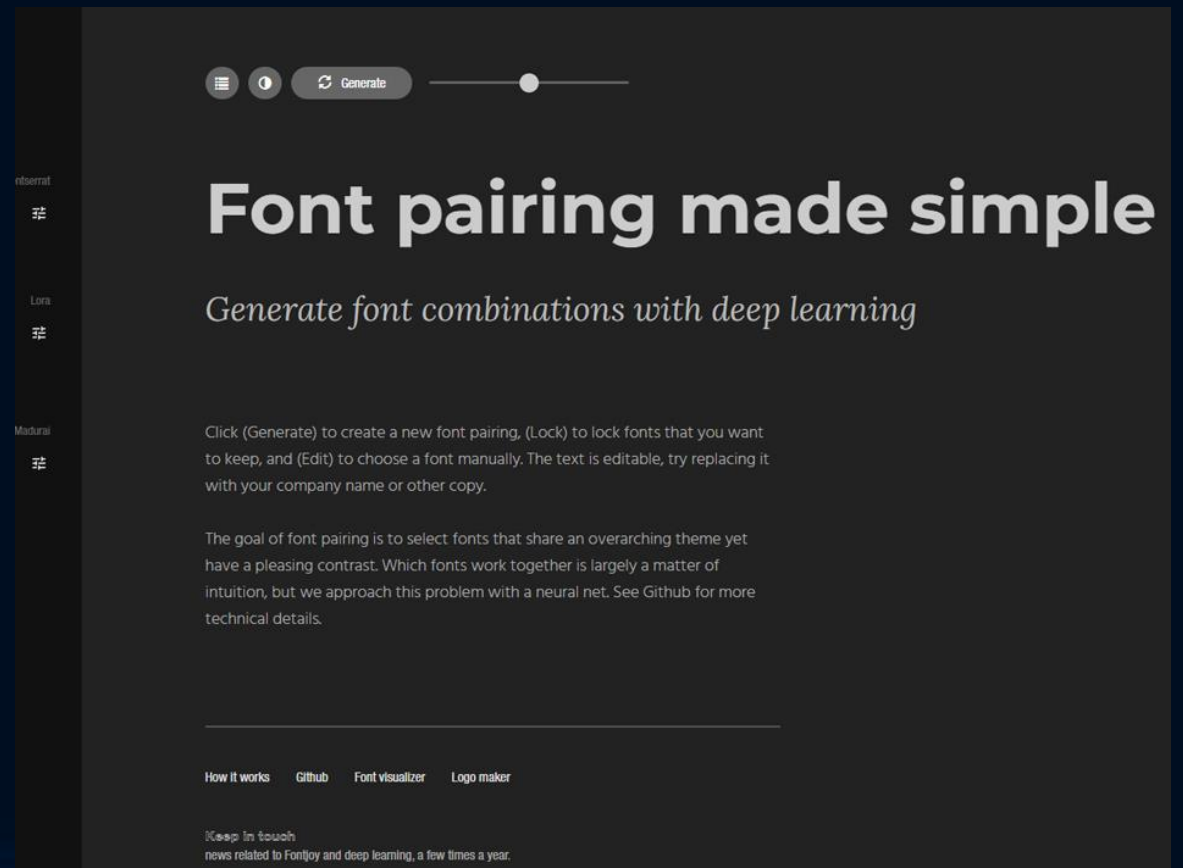 Generate
ntserrat
Font pairing made simple
Lora
Generate font combinations with deep learning
Madurai
Click (Generate) to create a new font pairing, (Lock) to lock fonts that you want
to keep, and (Edit) to choose a font manually. The text is editable, try replacing it
with your company name or other copy.
The goal of font pairing is to select fonts that share an overarching theme yet
have a pleasing contrast. Which fonts work together is largely a matter of
intuition, but we approach this problem with a neural net. See Github for more
technical details.
How it works Github Font visualizer Logo maker
Keep in touch
news related to Fontjoy and deep learning, a few times a year.